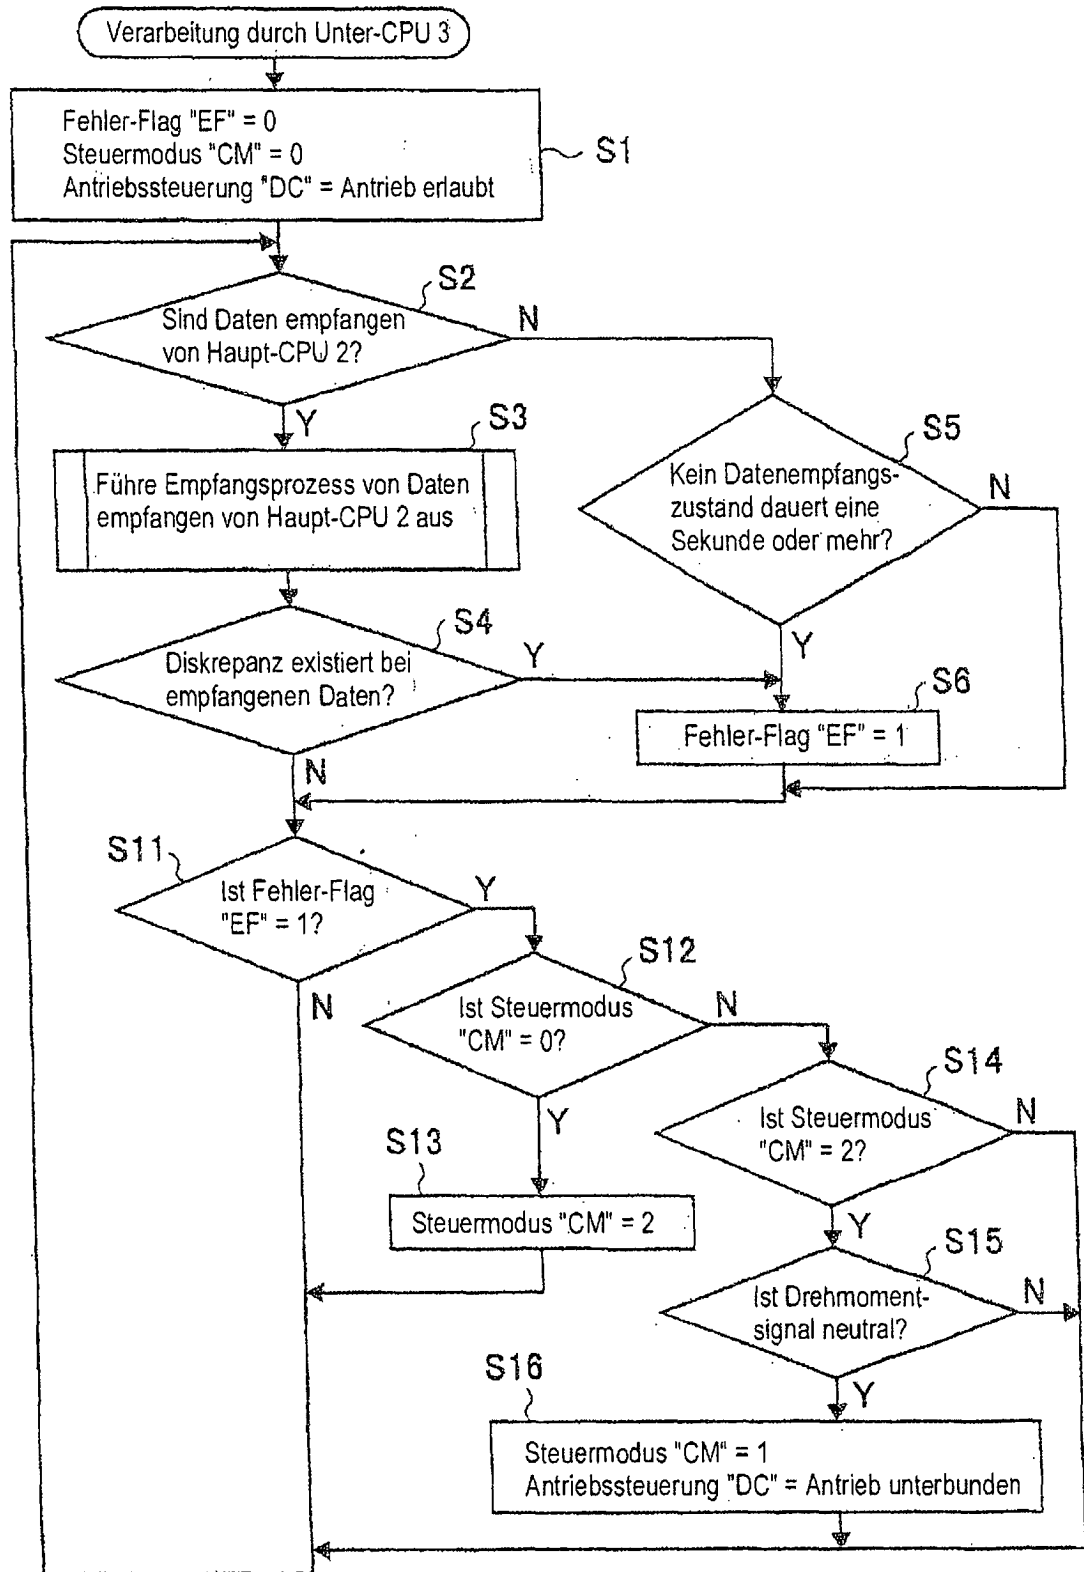 Verarbeitung durch Unter-CPU 3
Fehler-Flag "EF" = 0
Steuermodus "CM" = 0
Antriebssteuerung "DC" = Antrieb erlaubt
S1
S2
Sind Daten empfangen
von Haupt-CPU 2?
N
Y
S3
Führe Empfangsprozess von Daten
empfangen von Haupt-CPU 2 aus
S5
Kein Datenempfangs-
zustand dauert eine
Sekunde oder mehr?
N
Y
S4
Diskrepanz existiert bei
empfangenen Daten?
Y
N
S6
Fehler-Flag "EF" = 1
S11
Ist Fehler-Flag
"EF" = 1?
Y
N
S12
Ist Steuermodus
"CM" = 0?
N
Y
S13
Steuermodus "CM" = 2
S14
Ist Steuermodus
"CM" = 2?
N
Y
S15
Ist Drehmoment-
signal neutral?
N
Y
S16
Steuermodus "CM" = 1
Antriebssteuerung "DC" = Antrieb unterbunden